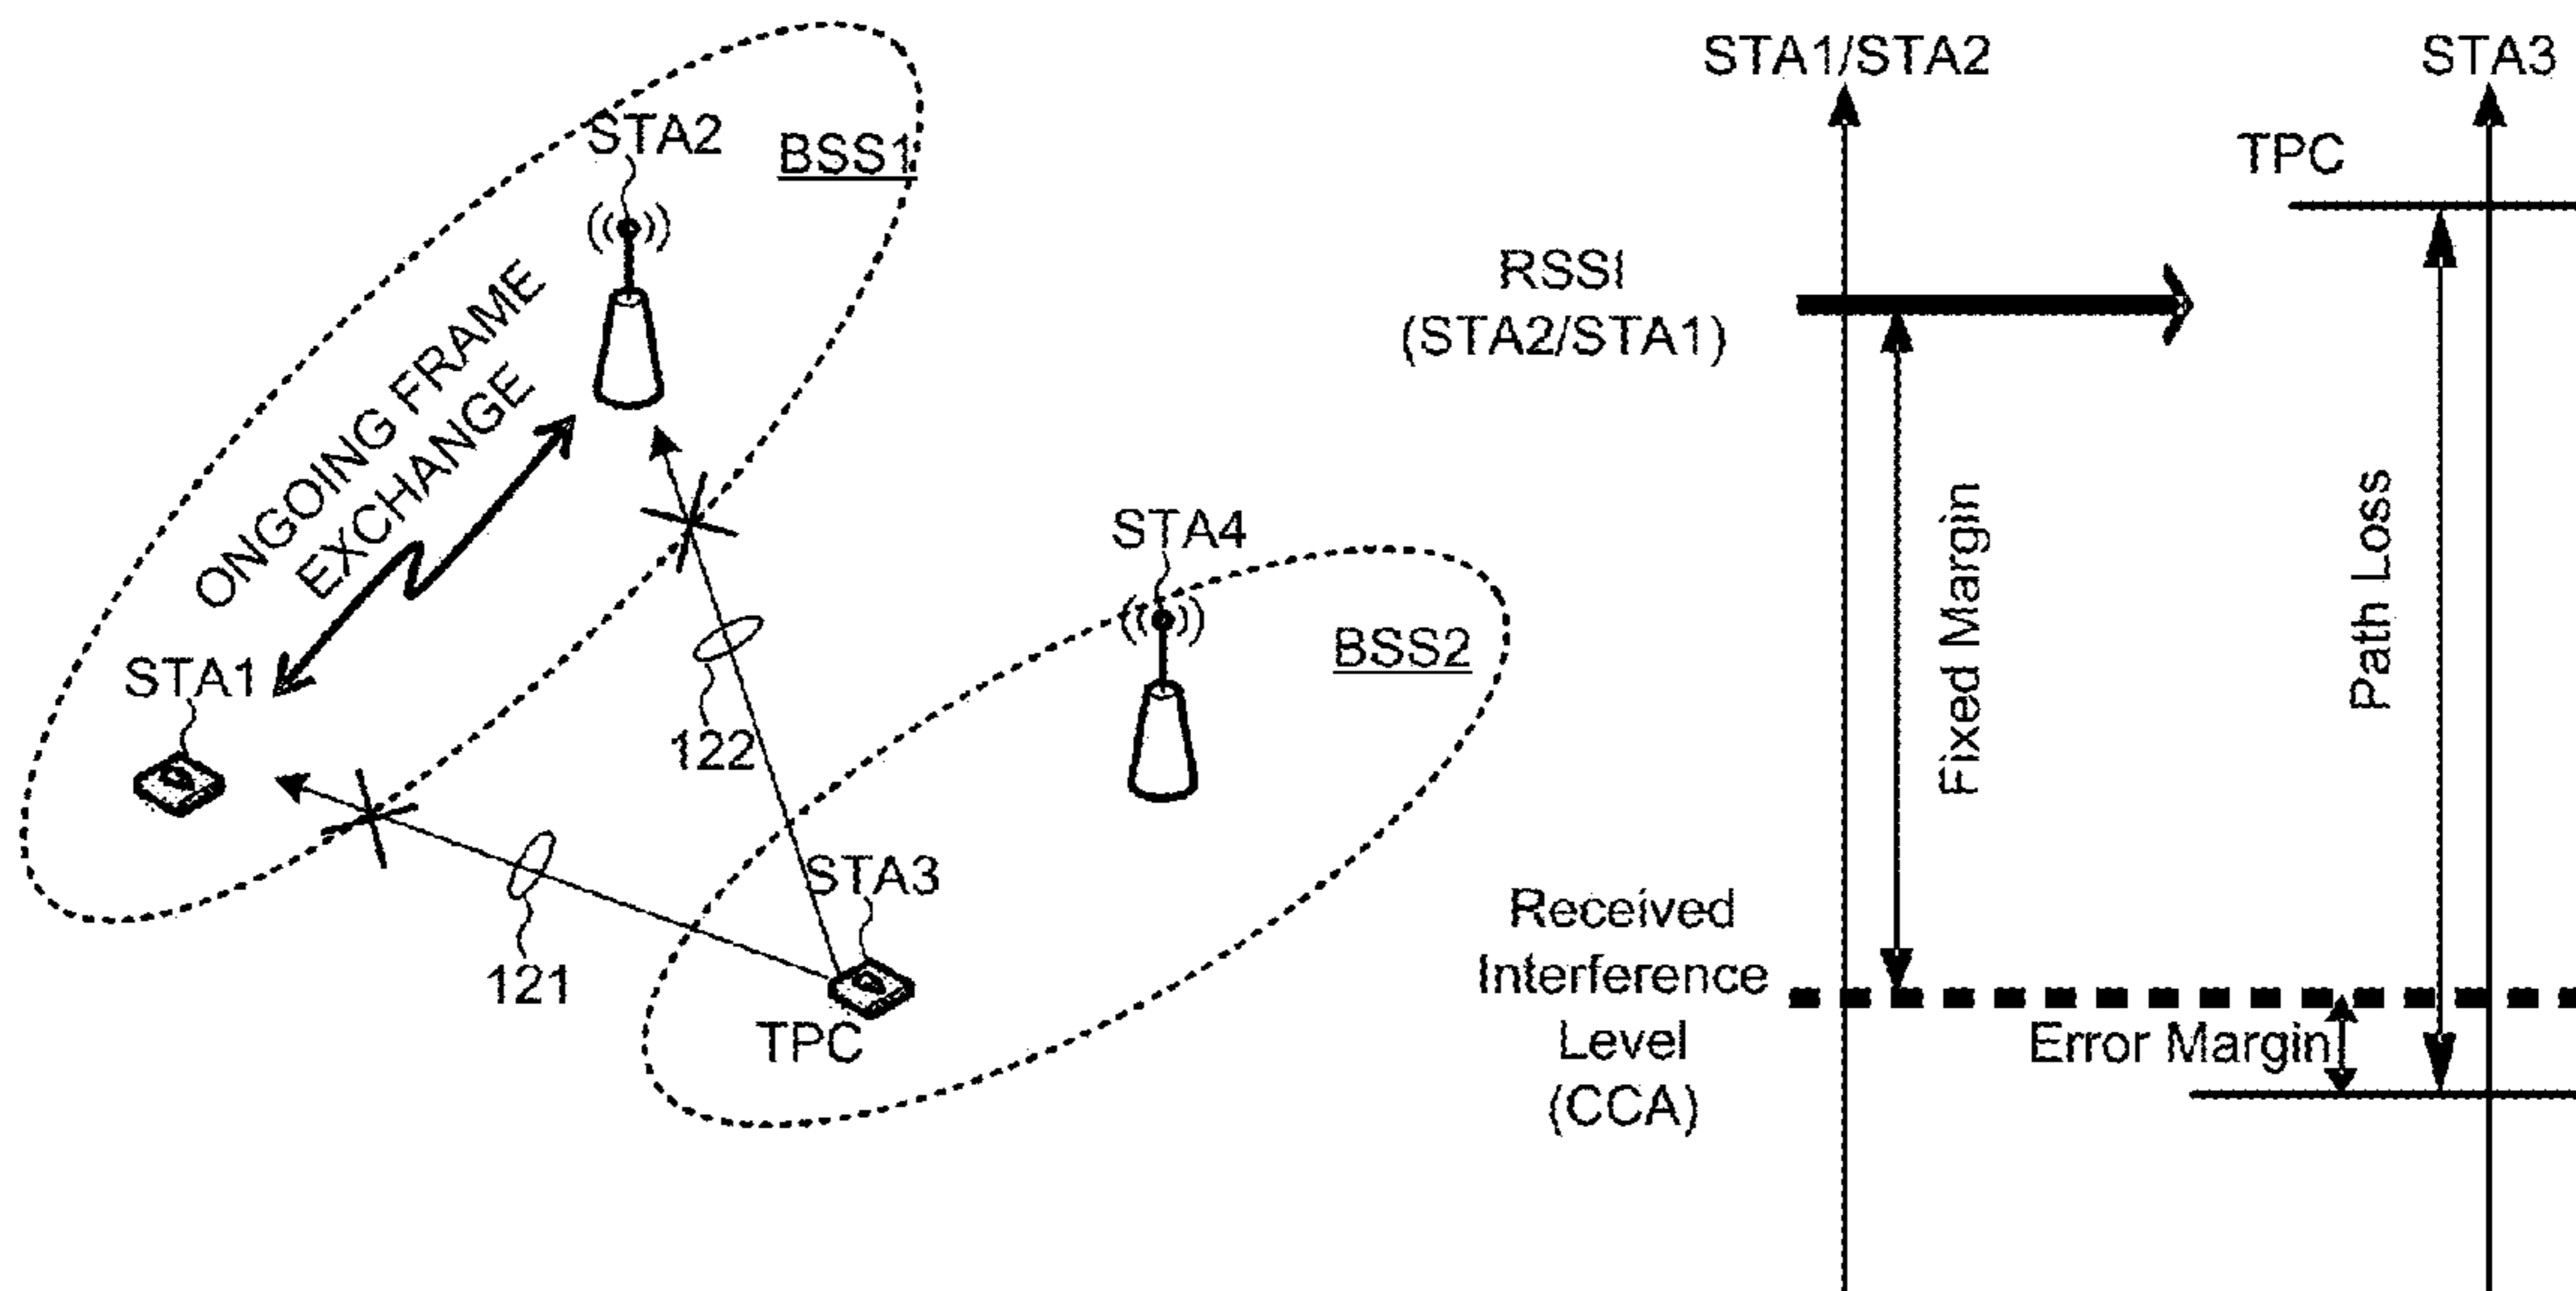 STA2
BSS1
ONGOING FRAME
EXCHANGE
STA1
122
121
STA4
BSS2
STA3
TPC
STA1/STA2
STA3
TPC
RSSI
(STA2/STA1)
Fixed Margin
Path Loss
Received
Interference
Level
(CCA)
Error Margin